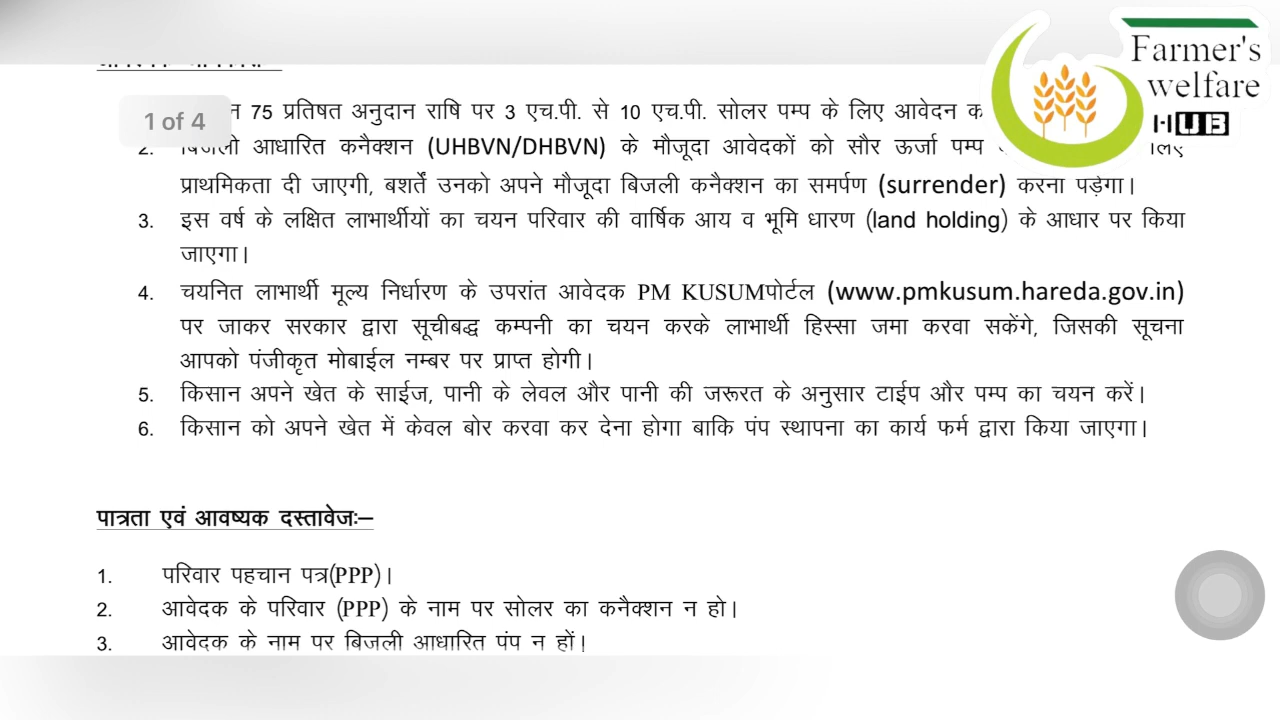 Farmer's
welfare
HUB
1 of 4
75 प्रतिषत अनुदान राषि पर 3 एच.पी. से 10 एच.पी. सोलर पम्प के लिए आवेदन
2. बिजली आधारित कनैक्शन (UHBVN/DHBVN) के मौजूदा आवेदकों को सौर ऊर्जा पम्प लिए
प्राथमिकता दी जाएगी, बशर्तें उनको अपने मौजूदा बिजली कनैक्शन का समर्पण (surrender) करना पड़ेगा।
3. इस वर्ष के लक्षित लाभार्थीयों का चयन परिवार की वार्षिक आय व भूमि धारण (land holding) के आधार पर किया
जाएगा।
4. चयनित लाभार्थी मूल्य निर्धारण के उपरांत आवेदक PM KUSUMपोर्टल (www.pmkusum.hareda.gov.in)
पर जाकर सरकार द्वारा सूचीबद्ध कम्पनी का चयन करके लाभार्थी हिस्सा जमा करवा सकेंगे, जिसकी सूचना
आपको पंजीकृत मोबाईल नम्बर पर प्राप्त होगी।
5. किसान अपने खेत के साईज, पानी के लेवल और पानी की जरूरत के अनुसार टाईप और पम्प का चयन करें।
6. किसान को अपने खेत में केवल बोर करवा कर देना होगा बाकि पंप स्थापना का कार्य फर्म द्वारा किया जाएगा।
पात्रता एवं आवष्यक दस्तावेजः–
1. परिवार पहचान पत्र(PPP)।
2. आवेदक के परिवार (PPP) के नाम पर सोलर का कनैक्शन न हो।
3. आवेदक के नाम पर बिजली आधारित पंप न हों।